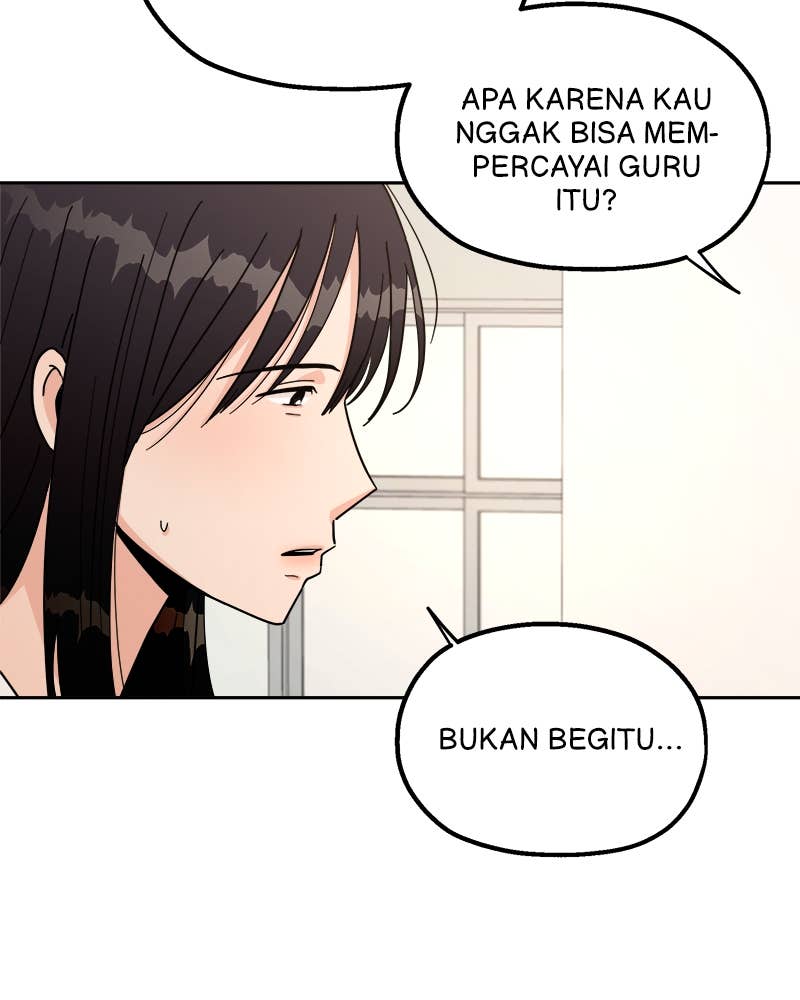 APA KARENA KAU
NGGAK BISA MEM-
PERCAYAI GURU
ITU?
BUKAN BEGITU...